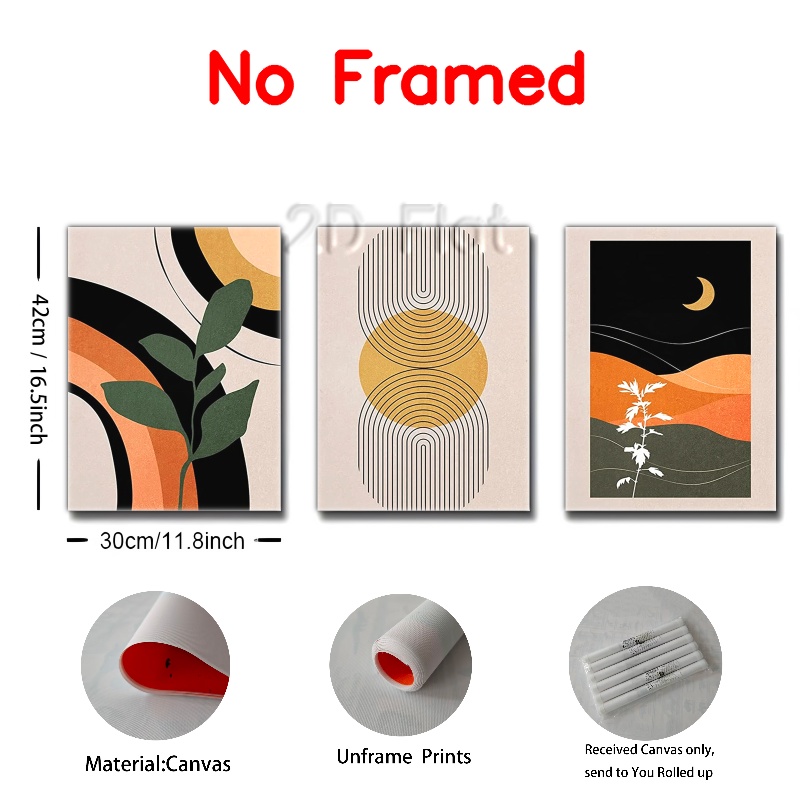 No Framed
2D Flat
42cm / 16.5inch
30cm/11.8inch
Material:Canvas
Unframe Prints
Received Canvas only,
send to You Rolled up